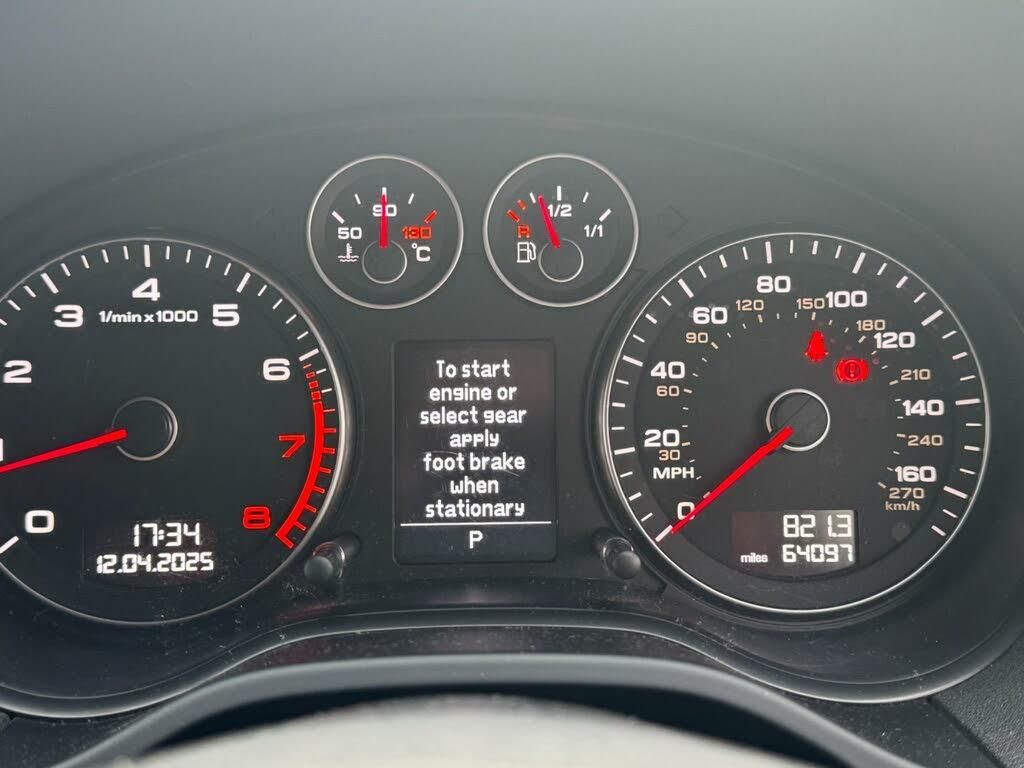 50
90
130
°C
R
1/2
1/1
1
2
3
4
5
6
7
8
0
1/min x 1000
17:34
12.04.2025
To start
engine or
select gear
apply
foot brake
when
stationary
P
0
20
40
60
80
100
120
140
160
MPH
30
60
90
120
150
180
210
240
270
km/h
821.3
miles 64097